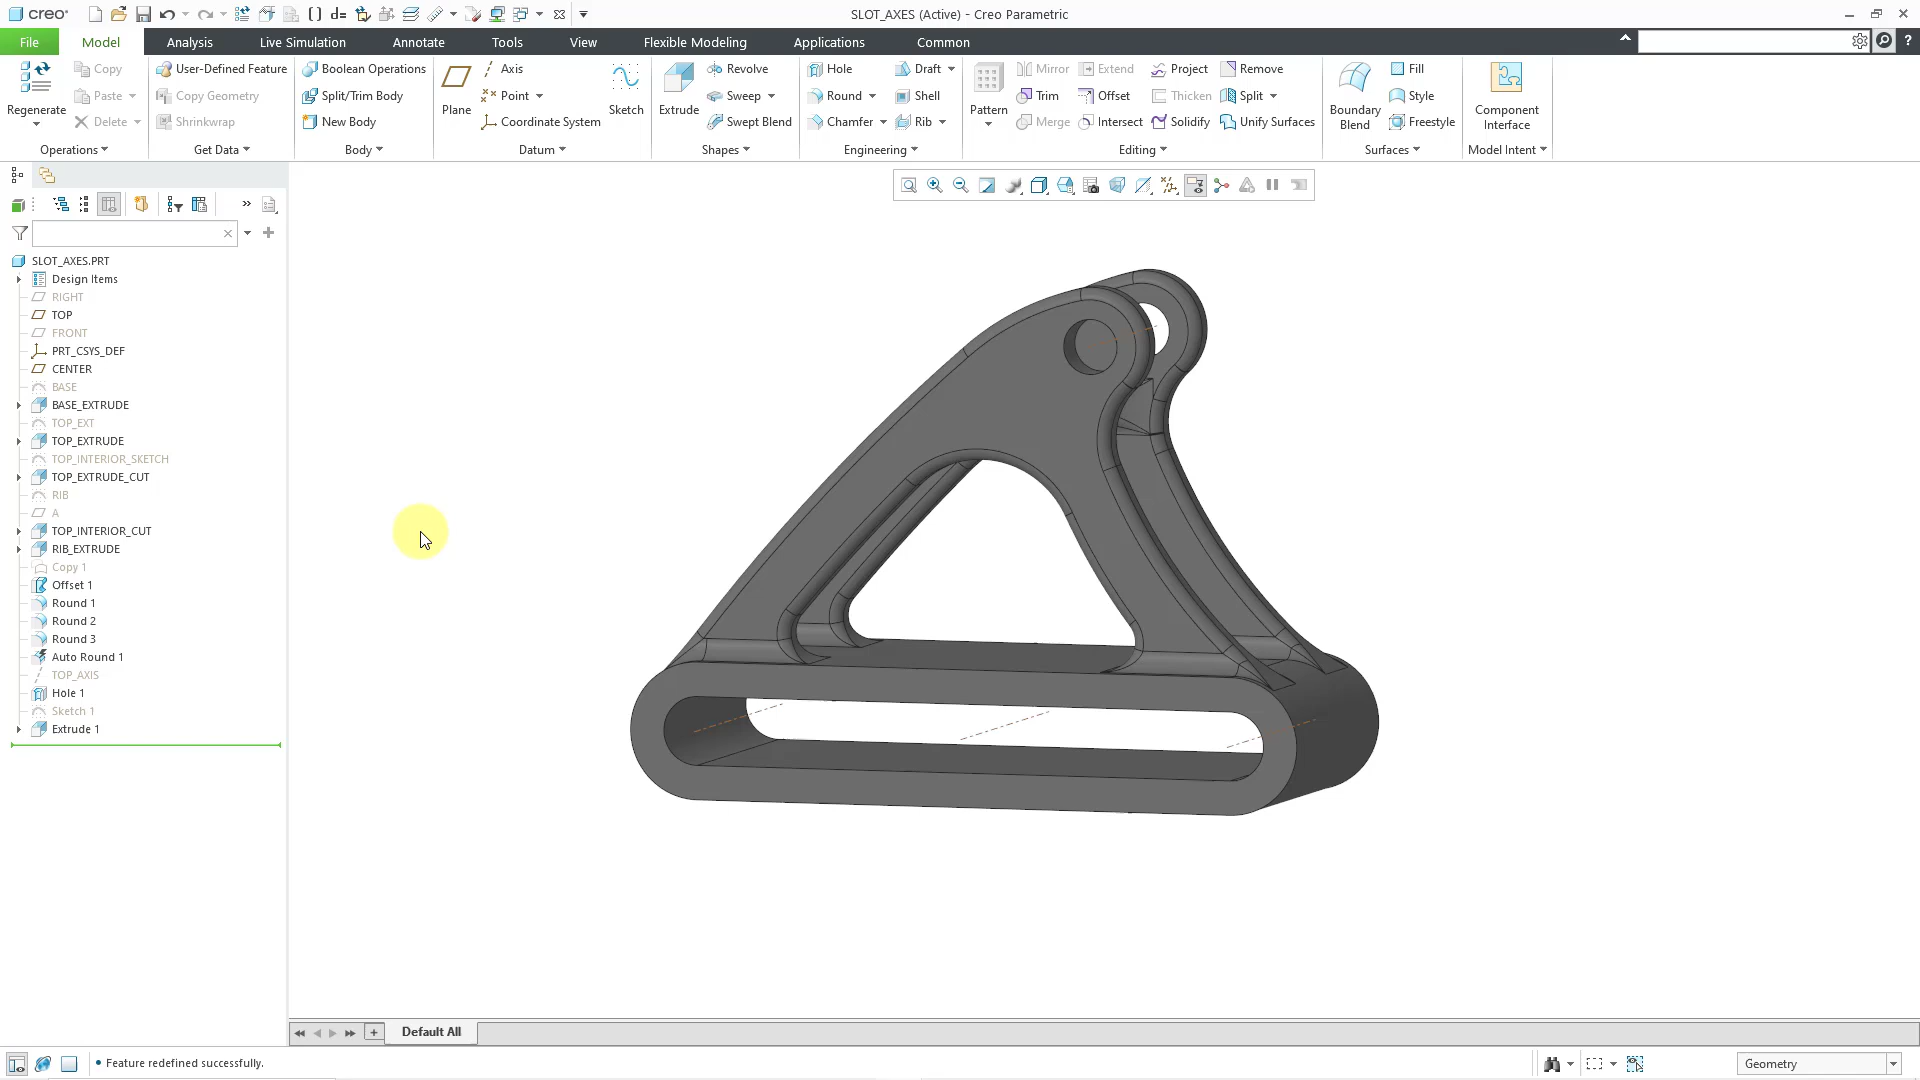 creo
SLOT_AXES (Active) - Creo Parametric
File Model Analysis Live Simulation Annotate Tools View Flexible Modeling Applications Common
Regenerate
Copy
Paste
Delete
Operations
User-Defined Feature
Copy Geometry
Shrinkwrap
Get Data
Boolean Operations
Split/Trim Body
New Body
Body
Plane
Axis
Point
Coordinate System
Sketch
Datum
Extrude
Revolve
Sweep
Swept Blend
Shapes
Hole
Round
Chamfer
Draft
Shell
Rib
Engineering
Pattern
Mirror
Trim
Merge
Extend
Offset
Intersect
Project
Thicken
Solidify
Remove
Split
Unify Surfaces
Editing
Boundary
Blend
Fill
Style
Freestyle
Surfaces
Component
Interface
Model Intent
SLOT_AXES.PRT
Design Items
RIGHT
TOP
FRONT
PRT_CSYS_DEF
CENTER
BASE
BASE_EXTRUDE
TOP_EXT
TOP_EXTRUDE
TOP_INTERIOR_SKETCH
TOP_EXTRUDE_CUT
RIB
A
TOP_INTERIOR_CUT
RIB_EXTRUDE
Copy 1
Offset 1
Round 1
Round 2
Round 3
Auto Round 1
TOP_AXIS
Hole 1
Sketch 1
Extrude 1
Default All
• Feature redefined successfully.
Geometry